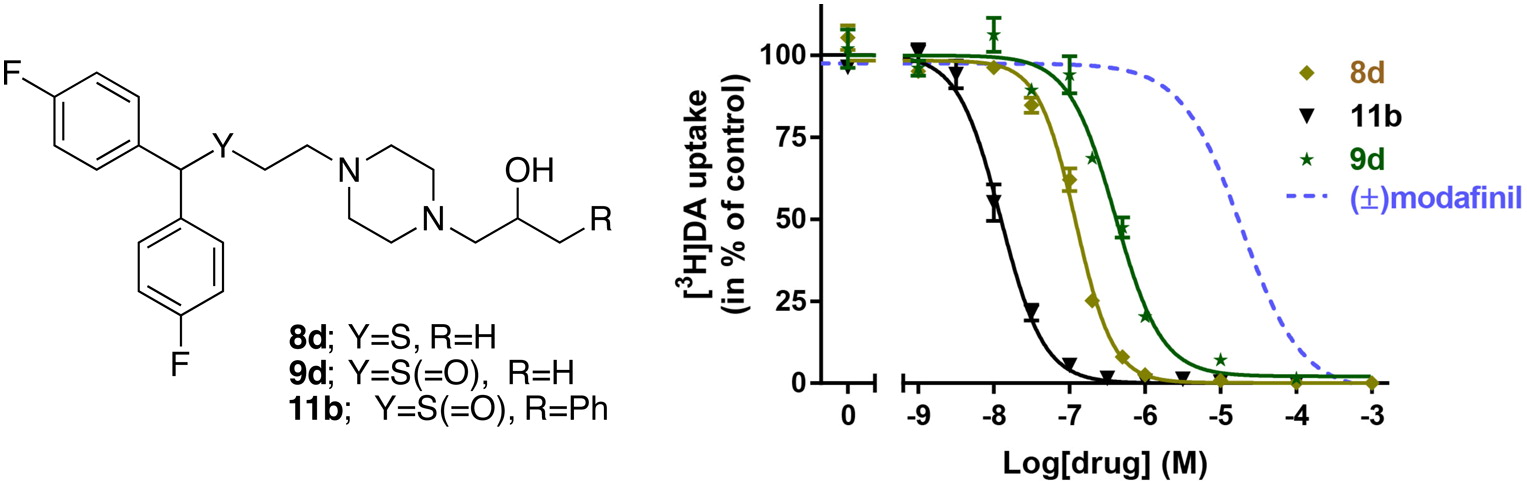 F
Y
N
N
OH
R
F
8d; Y=S, R=H
9d; Y=S(=O), R=H
11b; Y=S(=O), R=Ph
[³H]DA uptake
(in % of control)
100
75
50
25
0
0 -9 -8 -7 -6 -5 -4 -3
Log[drug] (M)
8d
11b
9d
(±)modafinil